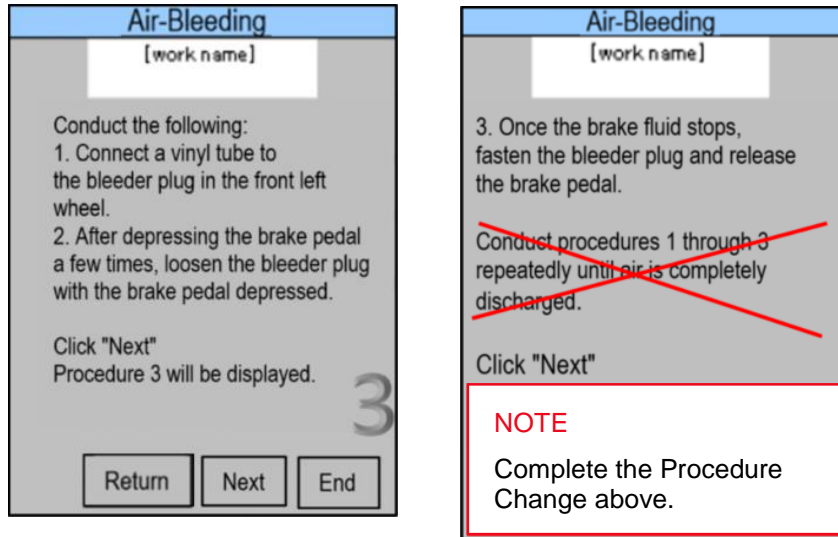 Air-Bleeding
[work name]
Conduct the following:
1. Connect a vinyl tube to
the bleeder plug in the front left
wheel.
2. After depressing the brake pedal
a few times, loosen the bleeder plug
with the brake pedal depressed.
Click "Next"
Procedure 3 will be displayed.
3
Return Next End
Air-Bleeding
[work name]
3. Once the brake fluid stops,
fasten the bleeder plug and release
the brake pedal.
Conduct procedures 1 through 3
repeatedly until air is completely
discharged.
Click "Next"
NOTE
Complete the Procedure
Change above.